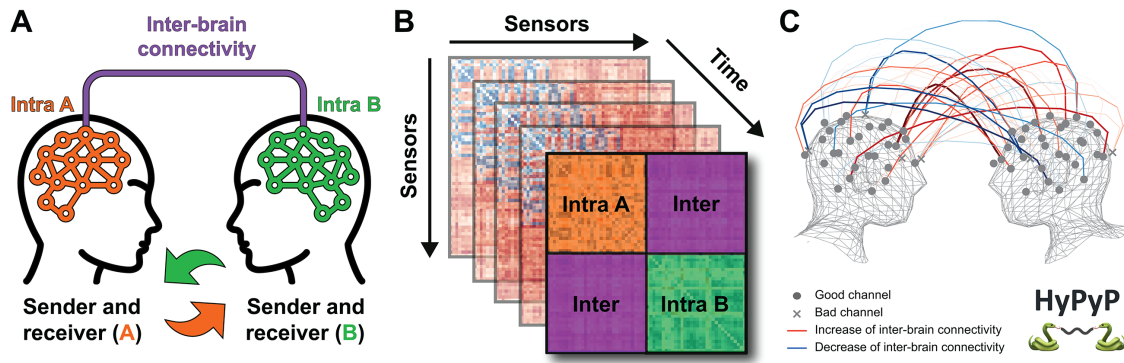 A
Inter-brain
connectivity
Intra A
Intra B
Sender and
receiver (A)
Sender and
receiver (B)
B
Sensors
Sensors
Time
Intra A
Inter
Inter
Intra B
C
Good channel
Bad channel
Increase of inter-brain connectivity
Decrease of inter-brain connectivity
HyPyP